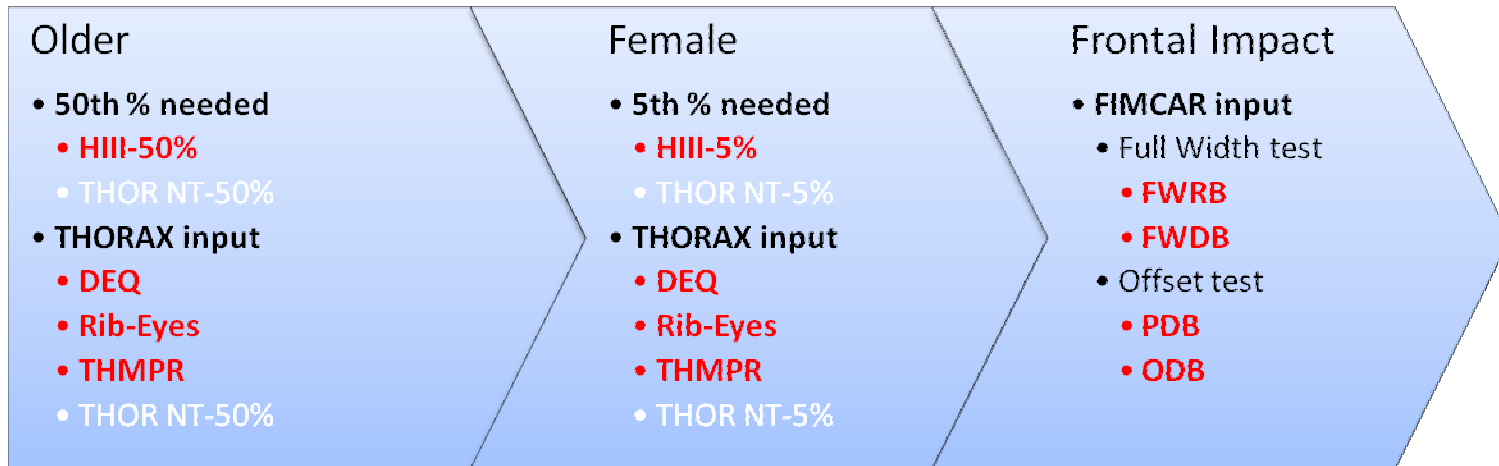 Older
• 50th % needed
• HIII-50%
• THOR NT-50%
• THORAX input
• DEQ
• Rib-Eyes
• THMPR
• THOR NT-50%
Female
• 5th % needed
• HIII-5%
• THOR NT-5%
• THORAX input
• DEQ
• Rib-Eyes
• THMPR
• THOR NT-5%
Frontal Impact
• FIMCAR input
• Full Width test
• FWRB
• FWDB
• Offset test
• PDB
• ODB